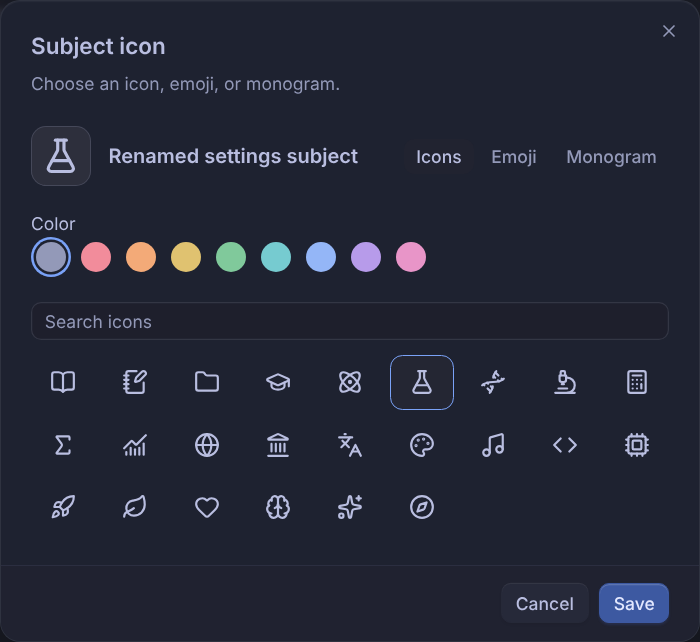 Subject icon
Choose an icon, emoji, or monogram.
Renamed settings subject
Icons Emoji Monogram
Color
Search icons
Cancel Save